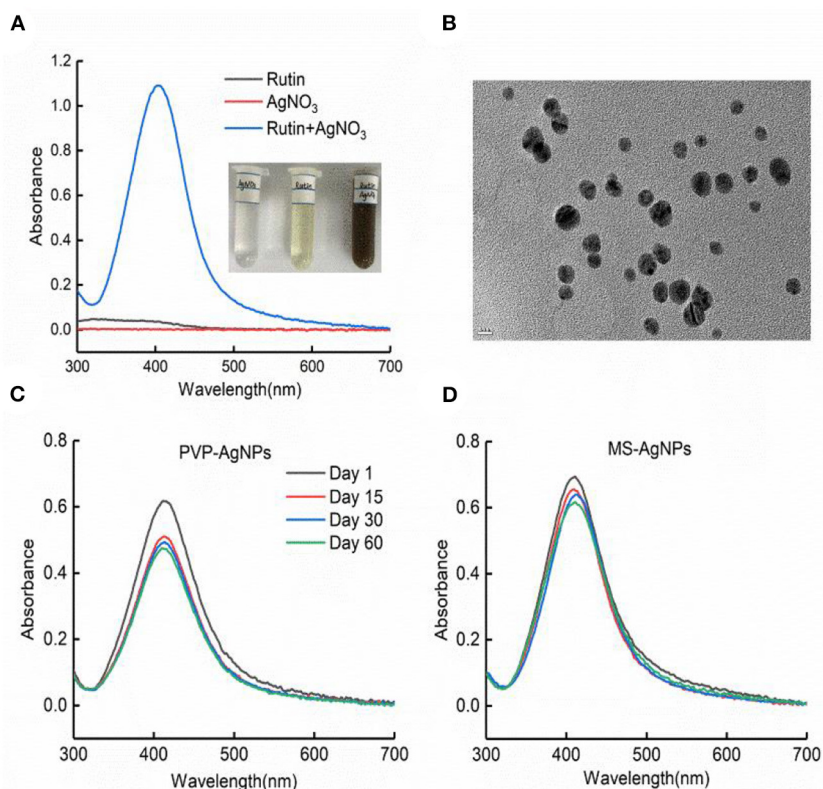 A
1.2
1.0
0.8
0.6
0.4
0.2
0.0
Absorbance
300 400 500 600 700
Wavelength(nm)
Rutin
AgNO₃
Rutin+AgNO₃
AgNO₃
Rutin
Rutin
B
C
0.8
0.6
0.4
0.2
0.0
Absorbance
300 400 500 600 700
Wavelength(nm)
PVP-AgNPs
Day 1
Day 15
Day 30
Day 60
D
0.8
0.6
0.4
0.2
0.0
Absorbance
300 400 500 600 700
Wavelength(nm)
MS-AgNPs